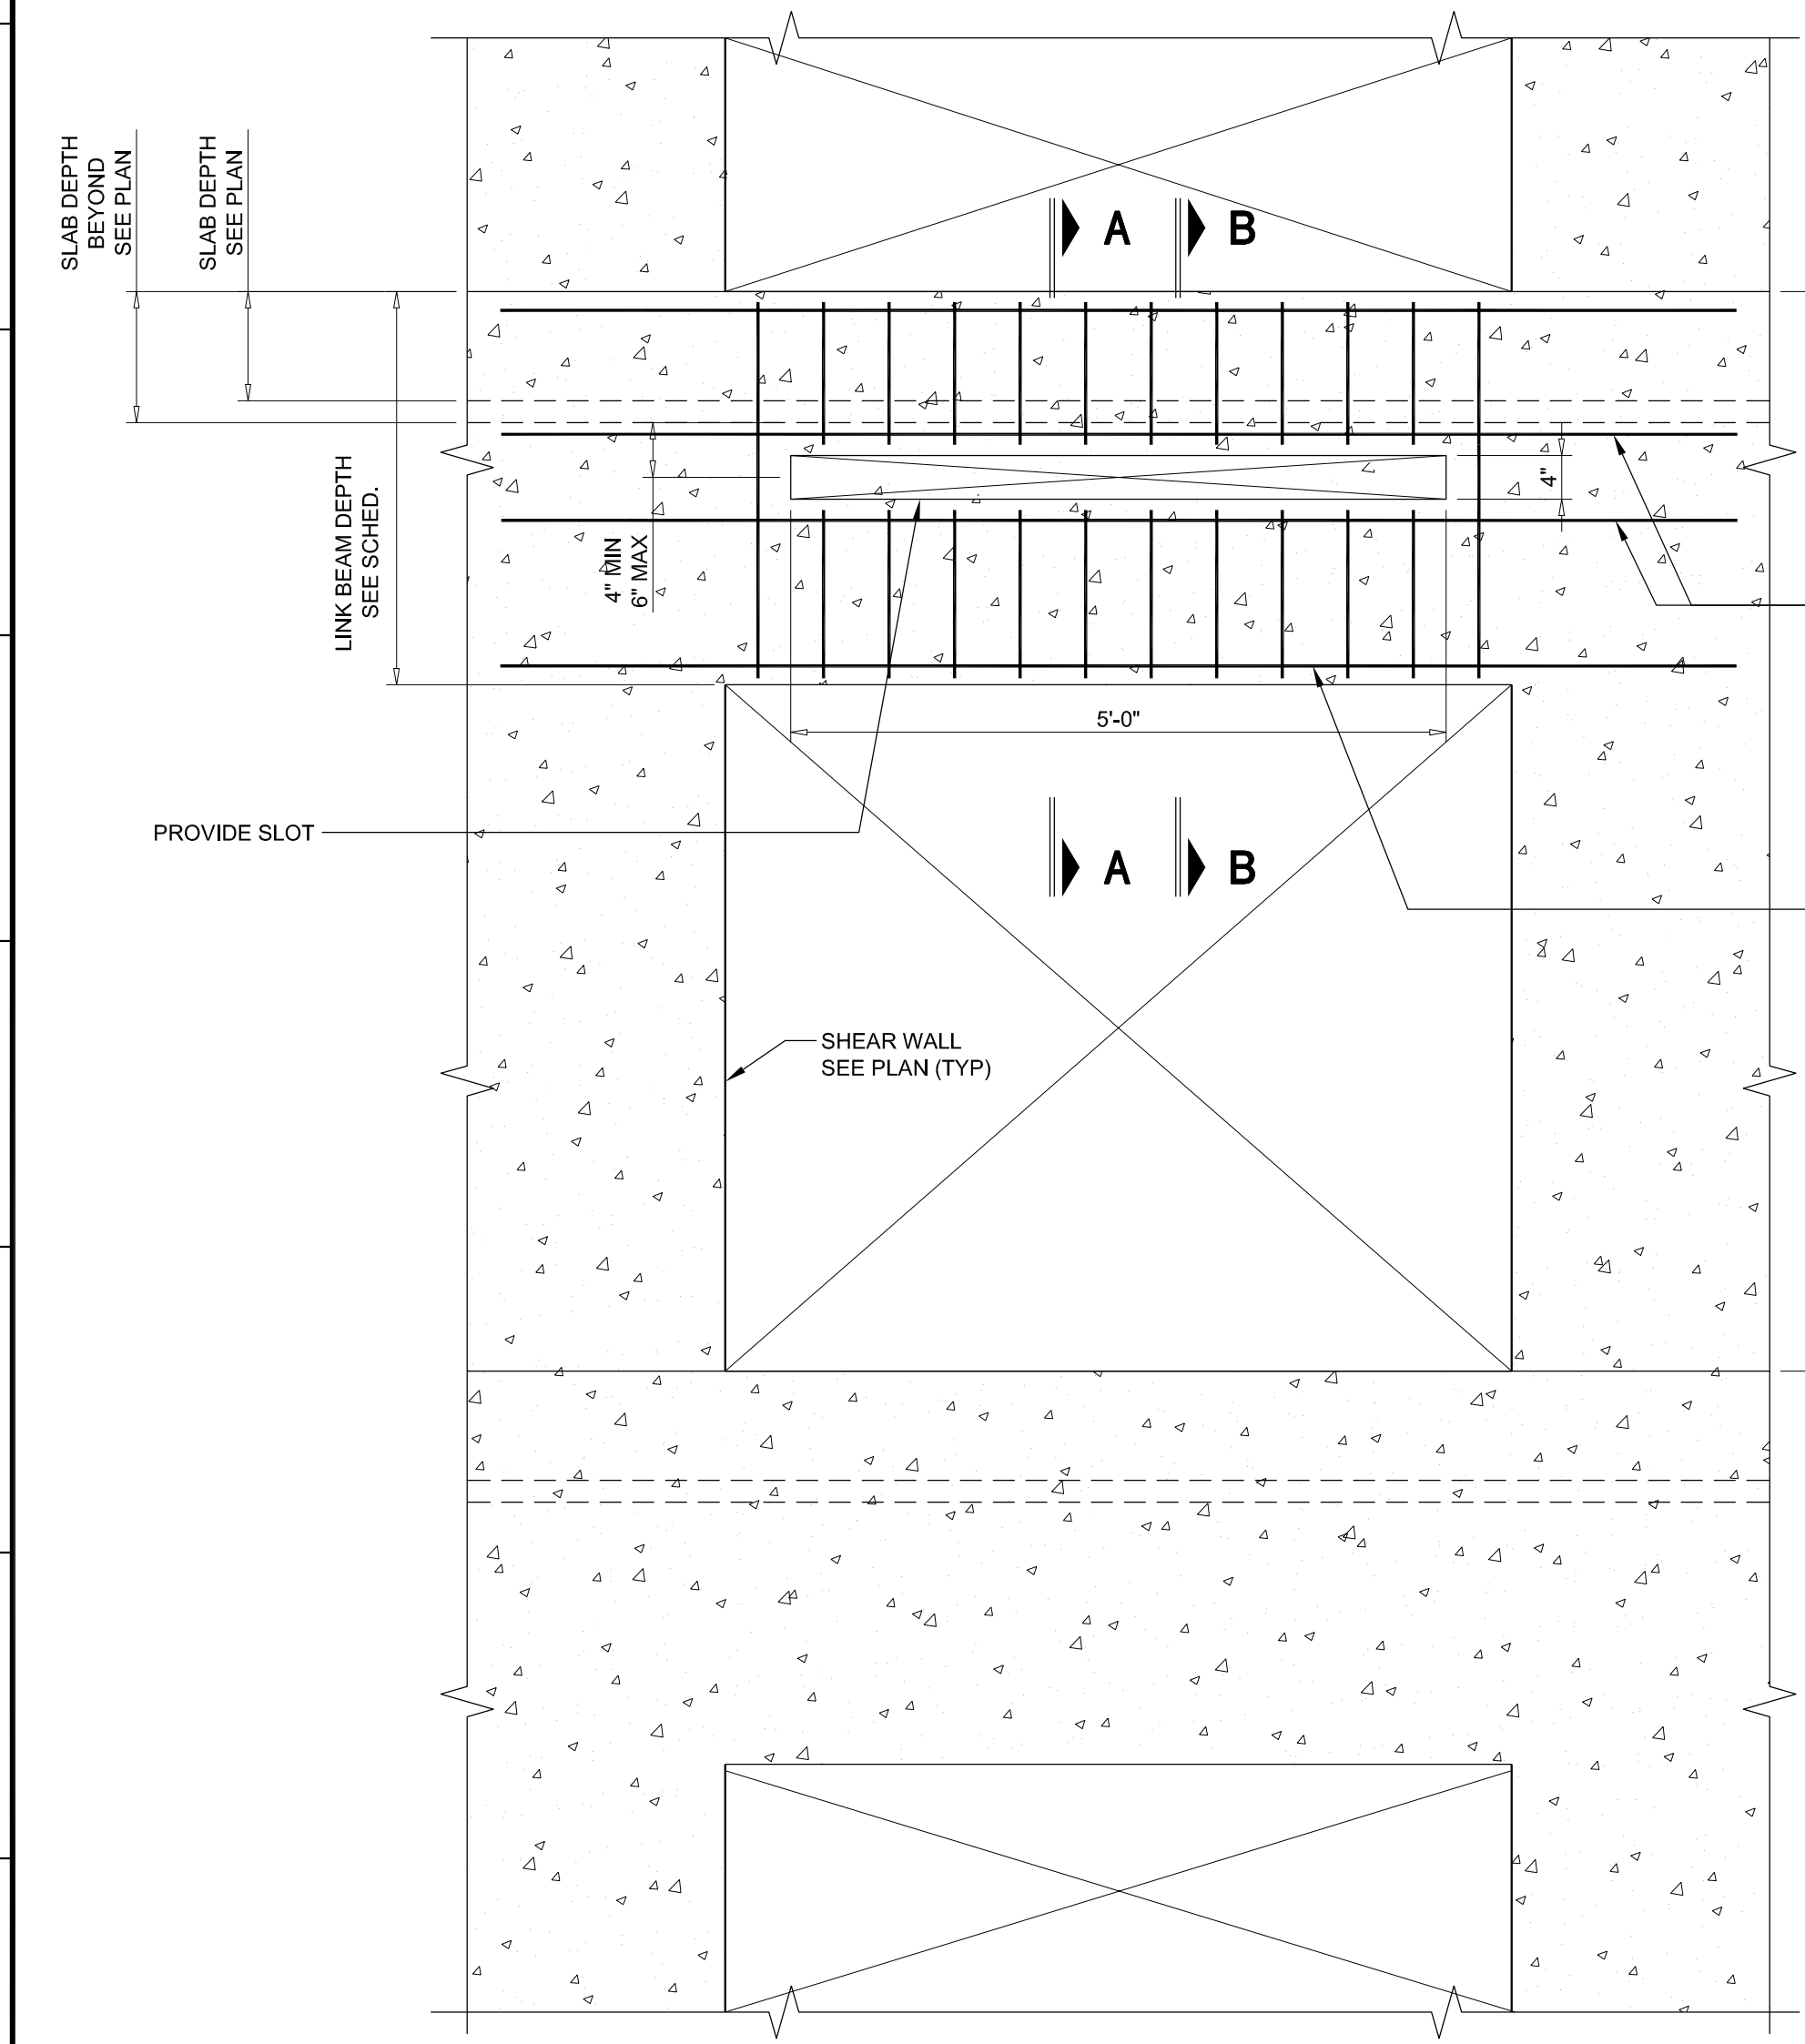 SLAB DEPTH
BEYOND
SEE PLAN
SLAB DEPTH
SEE PLAN
A
B
LINK BEAM DEPTH
SEE SCHED.
4" MIN
6" MAX
4"
5'-0"
PROVIDE SLOT
A
B
SHEAR WALL
SEE PLAN (TYP)